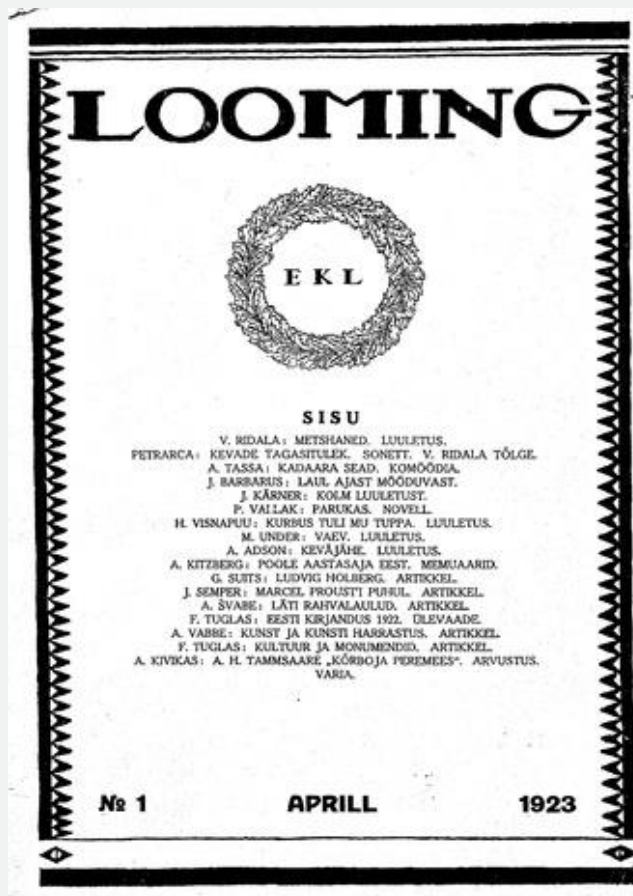 LOOMING
EKL
SISU
V. RIDALA: METSHANED. LUULETUS.
PETRARCA: KEVADE TAGASITULEK. SONETT. V. RIDALA TÕLGE.
A. TASSA: KADAARA SEAD. KOMÖÖDIA.
J. BARBARUS: LAUL AJAST MÖÖDUVAST.
J. KÄRNER: KOLM LUULETUST.
P. VALLAK: PARUKAS. NOVELL.
H. VISNAPUU: KURBUS TULI MU TUPPA. LUULETUS.
M. UNDER: VAEV. LUULETUS.
A. ADSON: KEVÄJÄHE. LUULETUS.
A. KITZBERG: POOLE AASTASAJA EEST. MEMUAARID.
G. SUITS: LUDVIG HOLBERG. ARTIKKEL.
J. SEMPER: MARCEL PROUST'I PUHUL. ARTIKKEL.
A. ŠVABE: LÄTI RAHVALAULUD. ARTIKKEL.
F. TUGLAS: EESTI KIRJANDUS 1922. ÜLEVAADE.
A. VABBE: KUNST JA KUNSTI HARRASTUS. ARTIKKEL.
F. TUGLAS: KULTUUR JA MONUMENDID. ARTIKKEL.
A. KIVIKAS: A. H. TAMMSAARE „KÕRBOJA PEREMEES“. ARVUSTUS.
VARIA.
№ 1 APRILL 1923